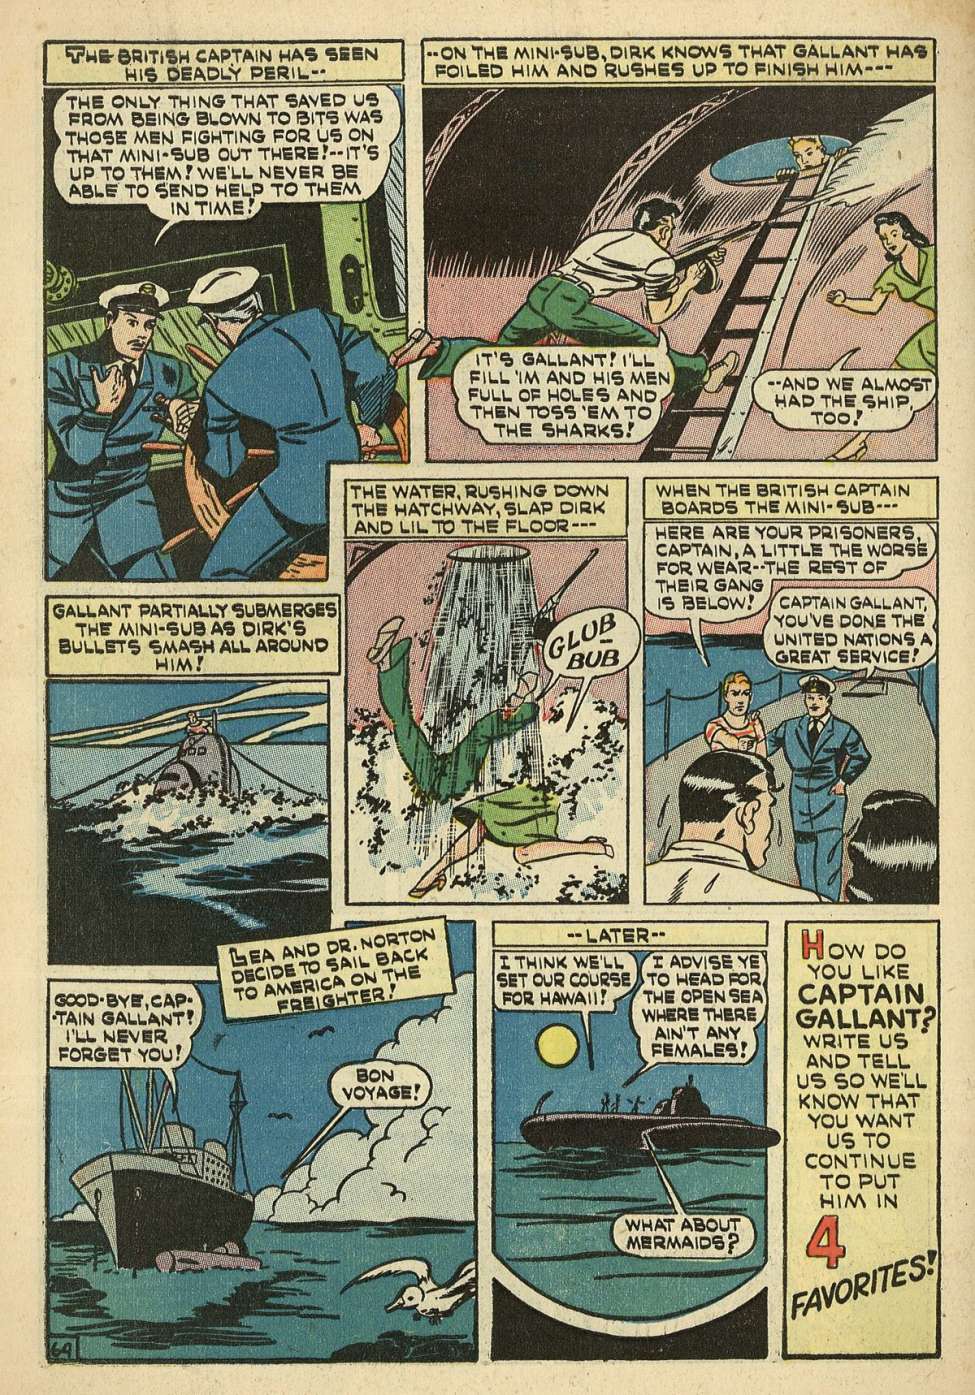 THE BRITISH CAPTAIN HAS SEEN
HIS DEADLY PERIL--
THE ONLY THING THAT SAVED US
FROM BEING BLOWN TO BITS WAS
THOSE MEN FIGHTING FOR US ON
THAT MINI-SUB OUT THERE!--IT'S
UP TO THEM! WE'LL NEVER BE
ABLE TO SEND HELP TO THEM
IN TIME!
--ON THE MINI-SUB, DIRK KNOWS THAT GALLANT HAS
FOILED HIM AND RUSHES UP TO FINISH HIM---
IT'S GALLANT! I'LL
FILL 'IM AND HIS MEN
FULL OF HOLES AND
THEN TOSS 'EM TO
THE SHARKS!
--AND WE ALMOST
HAD THE SHIP,
TOO!
GALLANT PARTIALLY SUBMERGES
THE MINI-SUB AS DIRK'S
BULLETS SMASH ALL AROUND
HIM!
THE WATER, RUSHING DOWN
THE HATCHWAY, SLAP DIRK
AND LIL TO THE FLOOR---
GLUB-
BUB
WHEN THE BRITISH CAPTAIN
BOARDS THE MINI-SUB---
HERE ARE YOUR PRISONERS,
CAPTAIN, A LITTLE THE WORSE
FOR WEAR--THE REST OF
THEIR GANG
IS BELOW!
CAPTAIN GALLANT,
YOU'VE DONE THE
UNITED NATIONS A
GREAT SERVICE!
LEA AND DR. NORTON
DECIDE TO SAIL BACK
TO AMERICA ON THE
FREIGHTER!
GOOD-BYE, CAP-
TAIN GALLANT!
I'LL NEVER
FORGET YOU!
BON
VOYAGE!
64
--LATER--
I THINK WE'LL
SET OUR COURSE
FOR HAWAII!
I ADVISE YE
TO HEAD FOR
THE OPEN SEA
WHERE THERE
AIN'T ANY
FEMALES!
WHAT ABOUT
MERMAIDS?
HOW DO
YOU LIKE
CAPTAIN
GALLANT?
WRITE US
AND TELL
US SO WE'LL
KNOW THAT
YOU WANT
US TO
CONTINUE
TO PUT
HIM IN
4
FAVORITES!